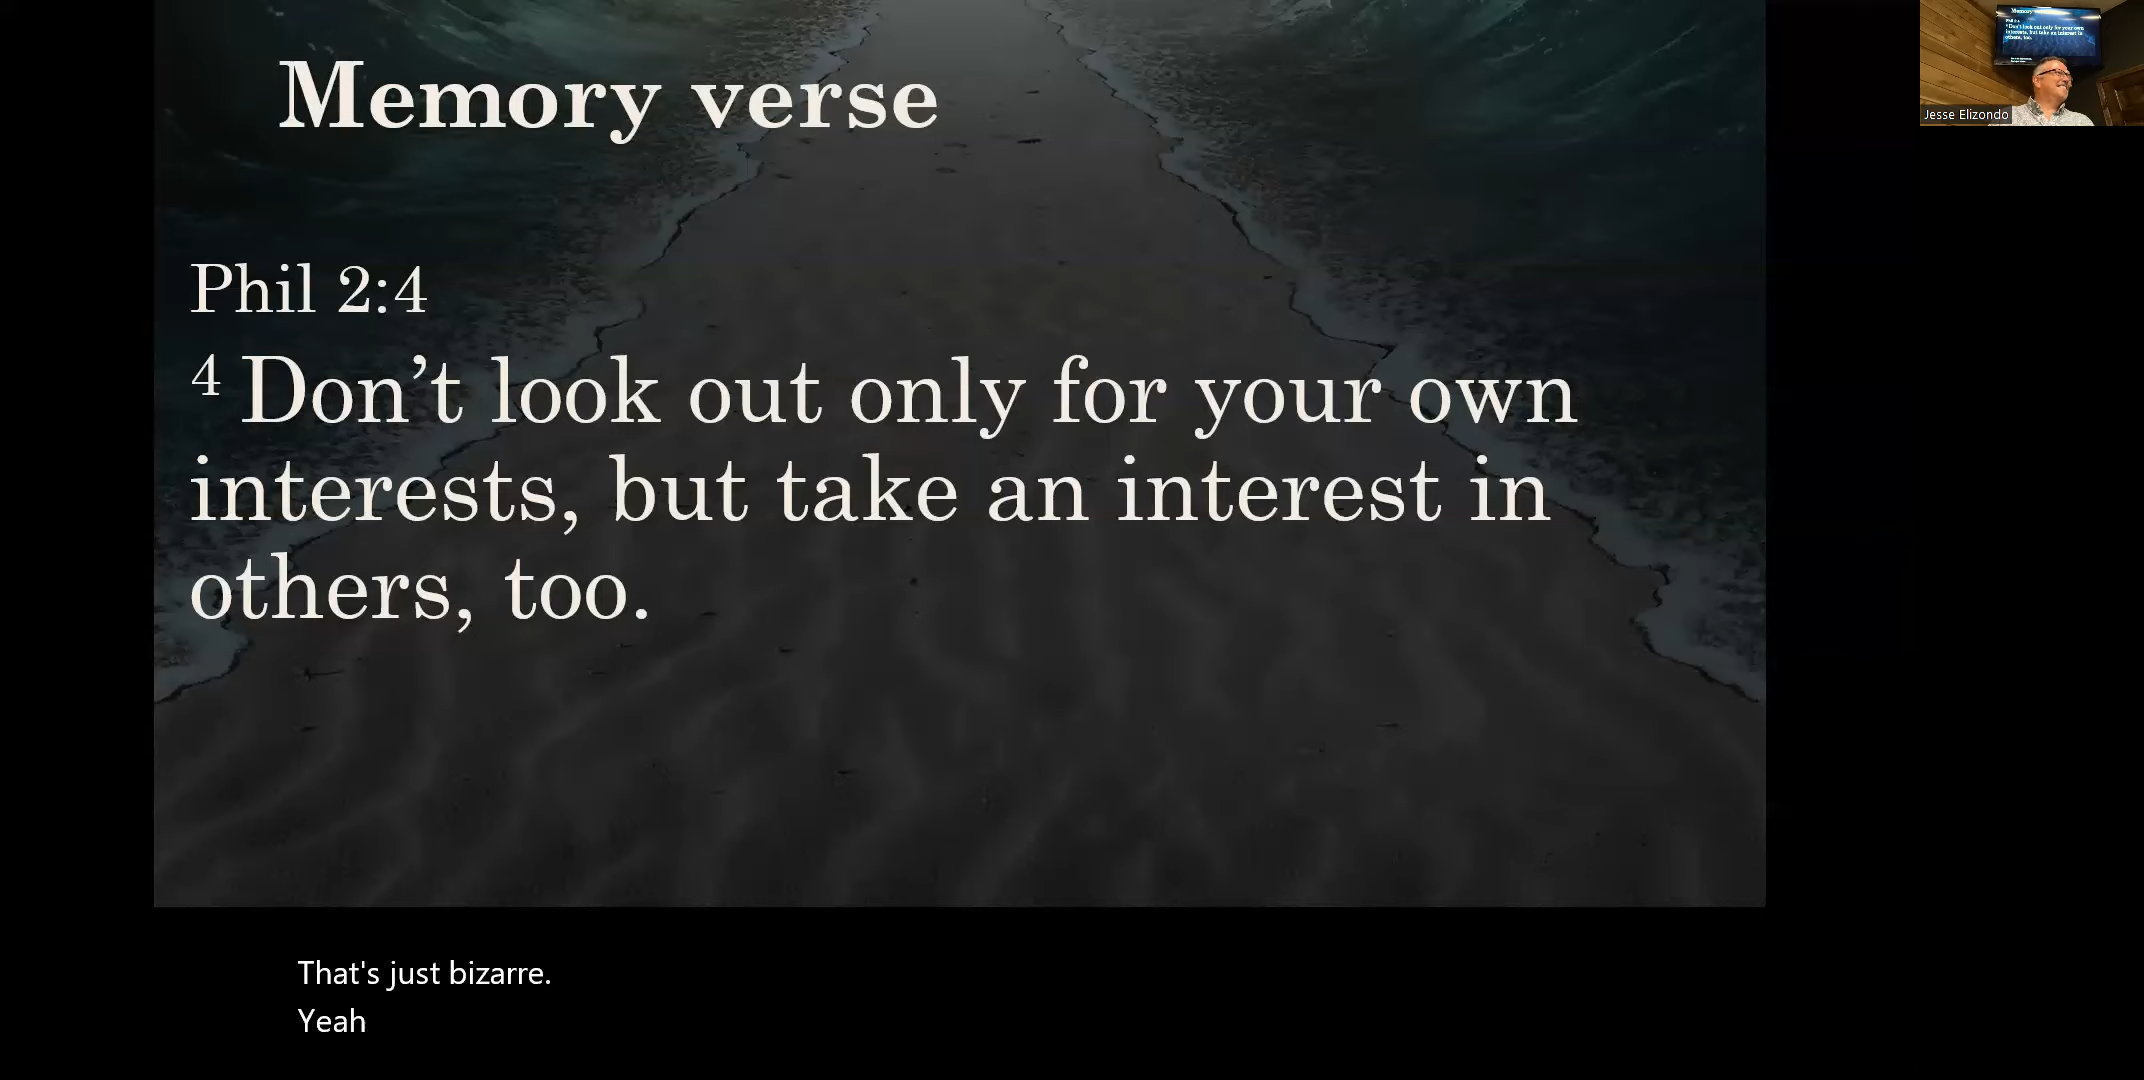 Memory verse
Phil 2:4
4 Don’t look out only for your own
interests, but take an interest in
others, too.
Jesse Elizondo
That's just bizarre.
Yeah